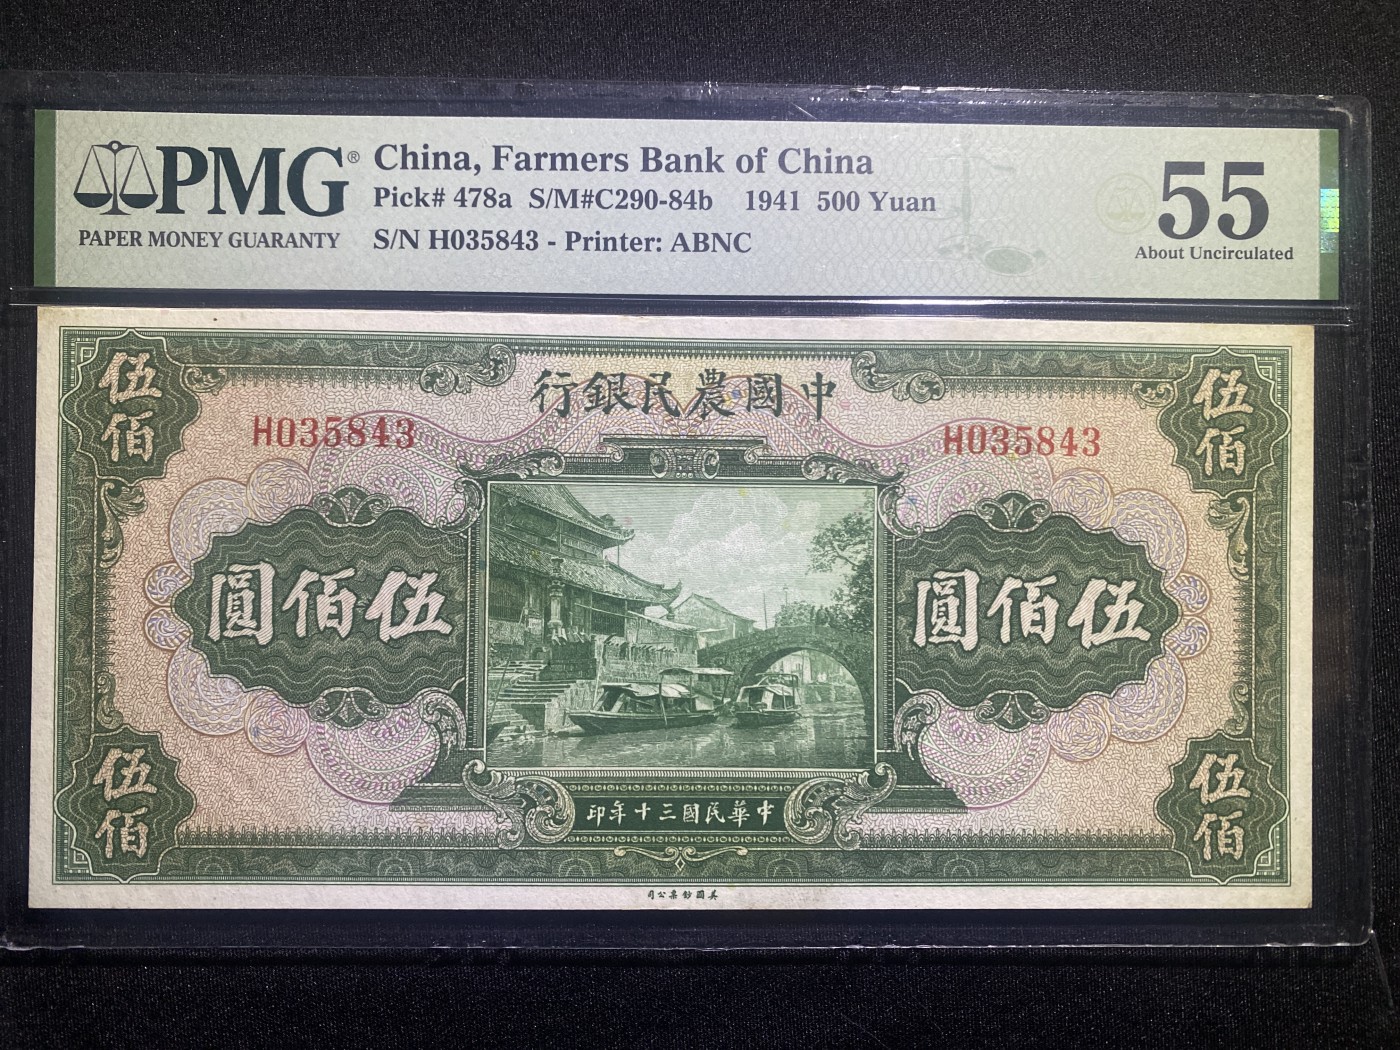 PMG®
PAPER MONEY GUARANTY
China, Farmers Bank of China
Pick# 478a S/M#C290-84b 1941 500 Yuan
S/N H035843 - Printer: ABNC
55
About Uncirculated
行銀民農國中
伍佰
伍佰
H035843
H035843
圓佰伍
圓佰伍
伍佰
伍佰
印年十三國民華中
司公票鈔國美